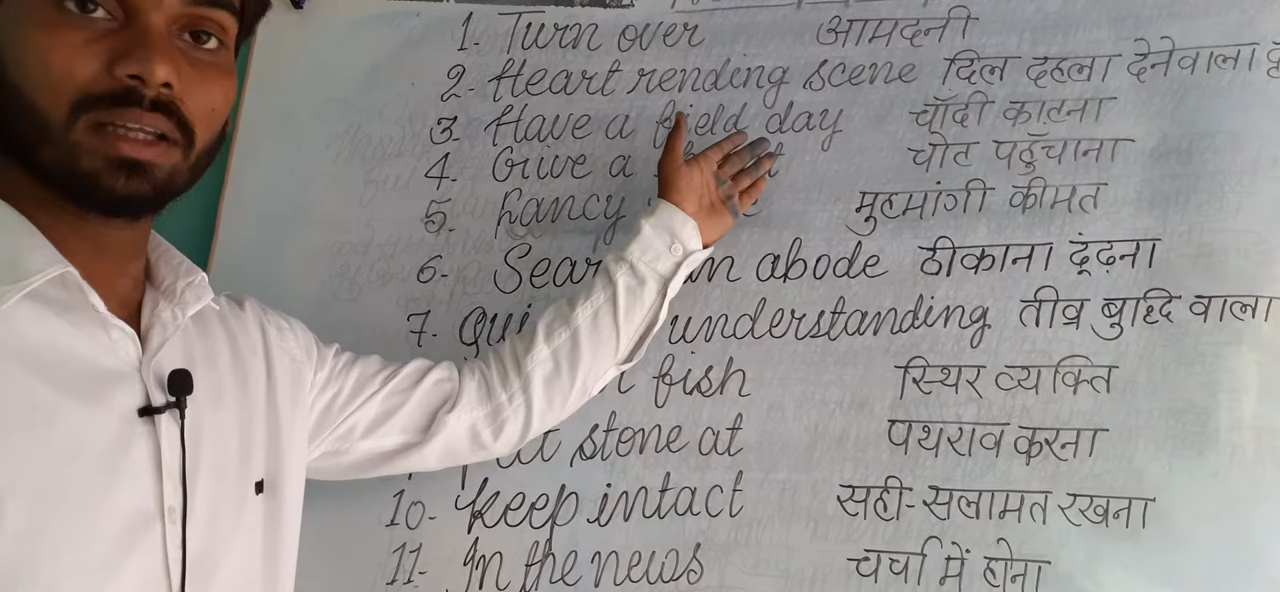 1. Turn over आमदनी
2. Heart rending scene दिल दहला देनेवाला
3. Have a field day चाँदी काटना
4. Give a चोट पहुँचाना
5. Fancy मुहमांगी कीमत
6. abode ठीकाना ढूंढ़ना
7. understanding तीव्र बुद्दि वाला
fish स्थिर व्यक्ति
stone at पथराव करना
10. Keep intact सही-सलामत रखना
11. In the news चर्चा में होना